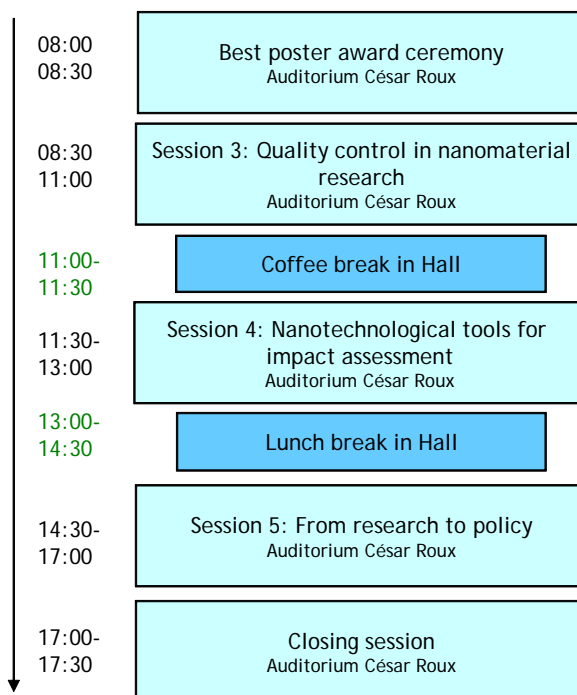 08:00
08:30
Best poster award ceremony
Auditorium César Roux
08:30
11:00
Session 3: Quality control in nanomaterial
research
Auditorium César Roux
11:00-
11:30
Coffee break in Hall
11:30-
13:00
Session 4: Nanotechnological tools for
impact assessment
Auditorium César Roux
13:00-
14:30
Lunch break in Hall
14:30-
17:00
Session 5: From research to policy
Auditorium César Roux
17:00-
17:30
Closing session
Auditorium César Roux